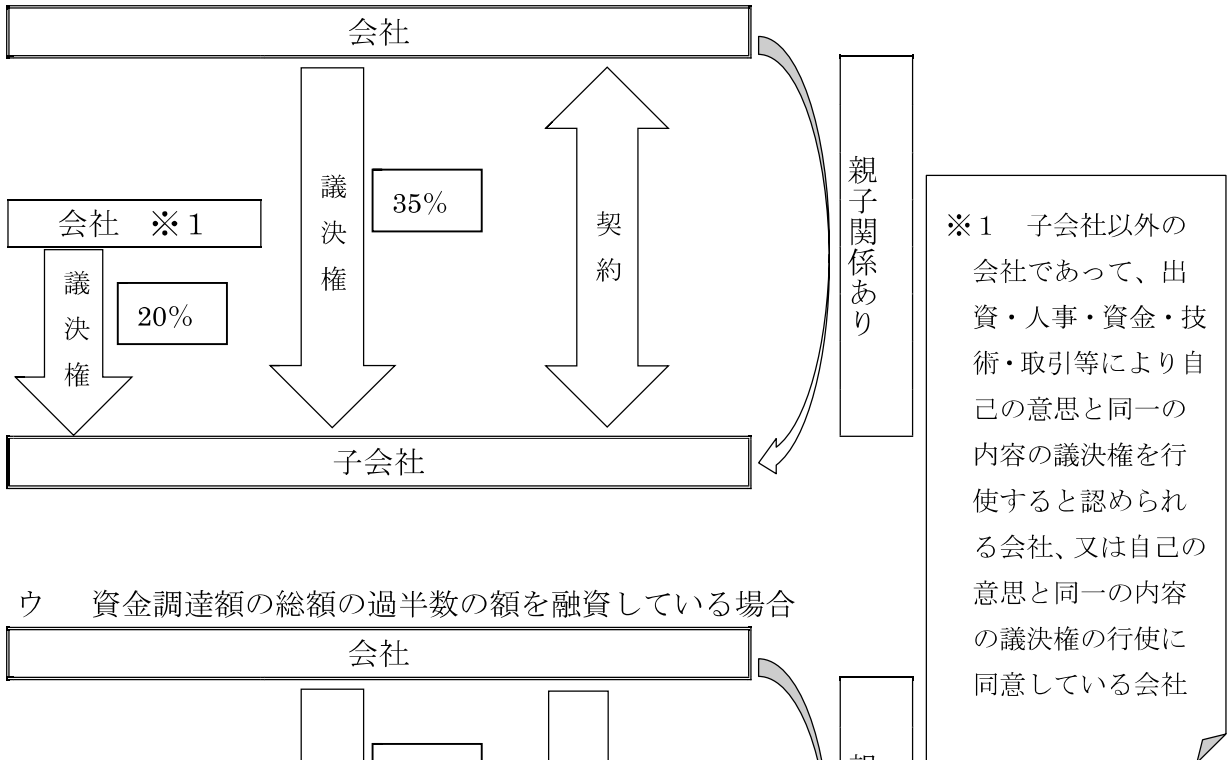 会社
議決権
35%
契約
親子関係あり
会社 ※1
議決権
20%
子会社
※1 子会社以外の
会社であって、出
資・人事・資金・技
術・取引等により自
己の意思と同一の
内容の議決権を行
使すると認められ
る会社、又は自己の
意思と同一の内容
の議決権の行使に
同意している会社
ウ 資金調達額の総額の過半数の額を融資している場合
会社